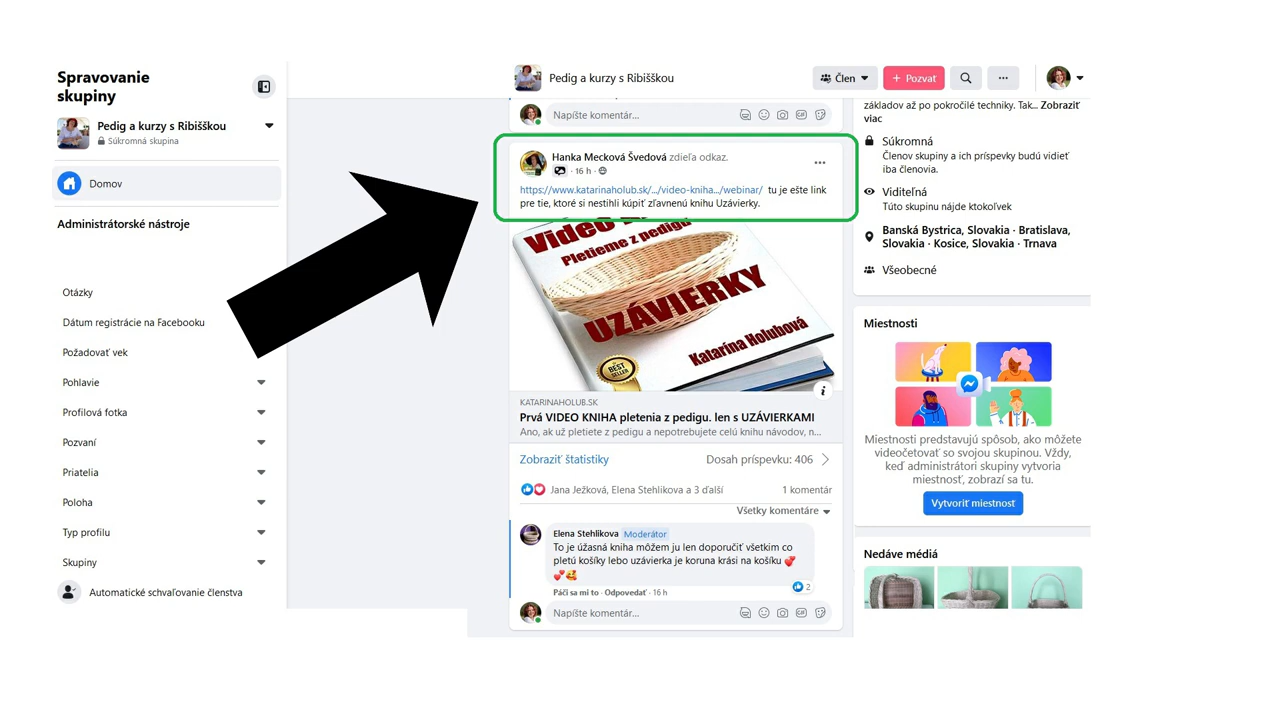 Spravovanie
skupiny
Pedig a kurzy s Ribišškou
Súkromná skupina
Domov
Administrátorské nástroje
Otázky
Dátum registrácie na Facebooku
Požadovať vek
Pohlavie
Profilová fotka
Pozvaní
Priatelia
Poloha
Typ profilu
Skupiny
Automatické schvaľovanie členstva
Pedig a kurzy s Ribišškou
Člen
+ Pozvať
Napíšte komentár...
Hanka Mecková Švedová zdieľa odkaz.
· 16 h ·
https://www.katarinaholub.sk/.../video-kniha.../webinar/ tu je ešte link
pre tie, ktoré si nestihli kúpiť zľavnenú knihu Uzávierky.
Pletieme z pedigu
UZÁVIERKY
Katarína Holubová
BEST
SELLER
KATARINAHOLUB.SK
Prvá VIDEO KNIHA pletenia z pedigu. len s UZÁVIERKAMI
Ano, ak už pletiete z pedigu a nepotrebujete celú knihu návodov, n...
Zobraziť štatistiky
Dosah príspevku: 406
Jana Ježková, Elena Stehlikova a 3 ďalší
1 komentár
Všetky komentáre
Elena Stehlikova Moderátor
To je úžasná kniha môžem ju len doporučiť všetkim co
pletú košíky lebo uzávierka je koruna krási na košíku 💕
💕🥰
2
Páči sa mi to · Odpovedať · 16 h
Napíšte komentár...
základov až po pokročilé techniky. Tak... Zobraziť
viac
Súkromná
Členov skupiny a ich príspevky budú vidieť
iba členovia.
Viditeľná
Túto skupinu nájde ktokoľvek
Banská Bystrica, Slovakia · Bratislava,
Slovakia · Kosice, Slovakia · Trnava
Všeobecné
Miestnosti
Miestnosti predstavujú spôsob, ako môžete
videočetovať so svojou skupinou. Vždy,
keď administrátori skupiny vytvoria
miestnosť, zobrazí sa tu.
Vytvoriť miestnosť
Nedáve médiá